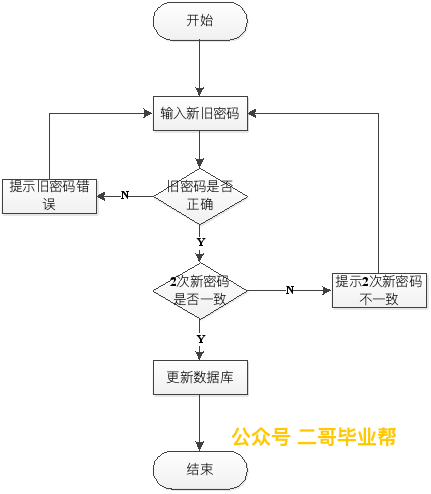 开始
输入新旧密码
旧密码是否
正确
N
提示旧密码错
误
Y
2次新密码
是否一致
N
提示2次新密码
不一致
Y
更新数据库
公众号 二哥毕业帮
结束